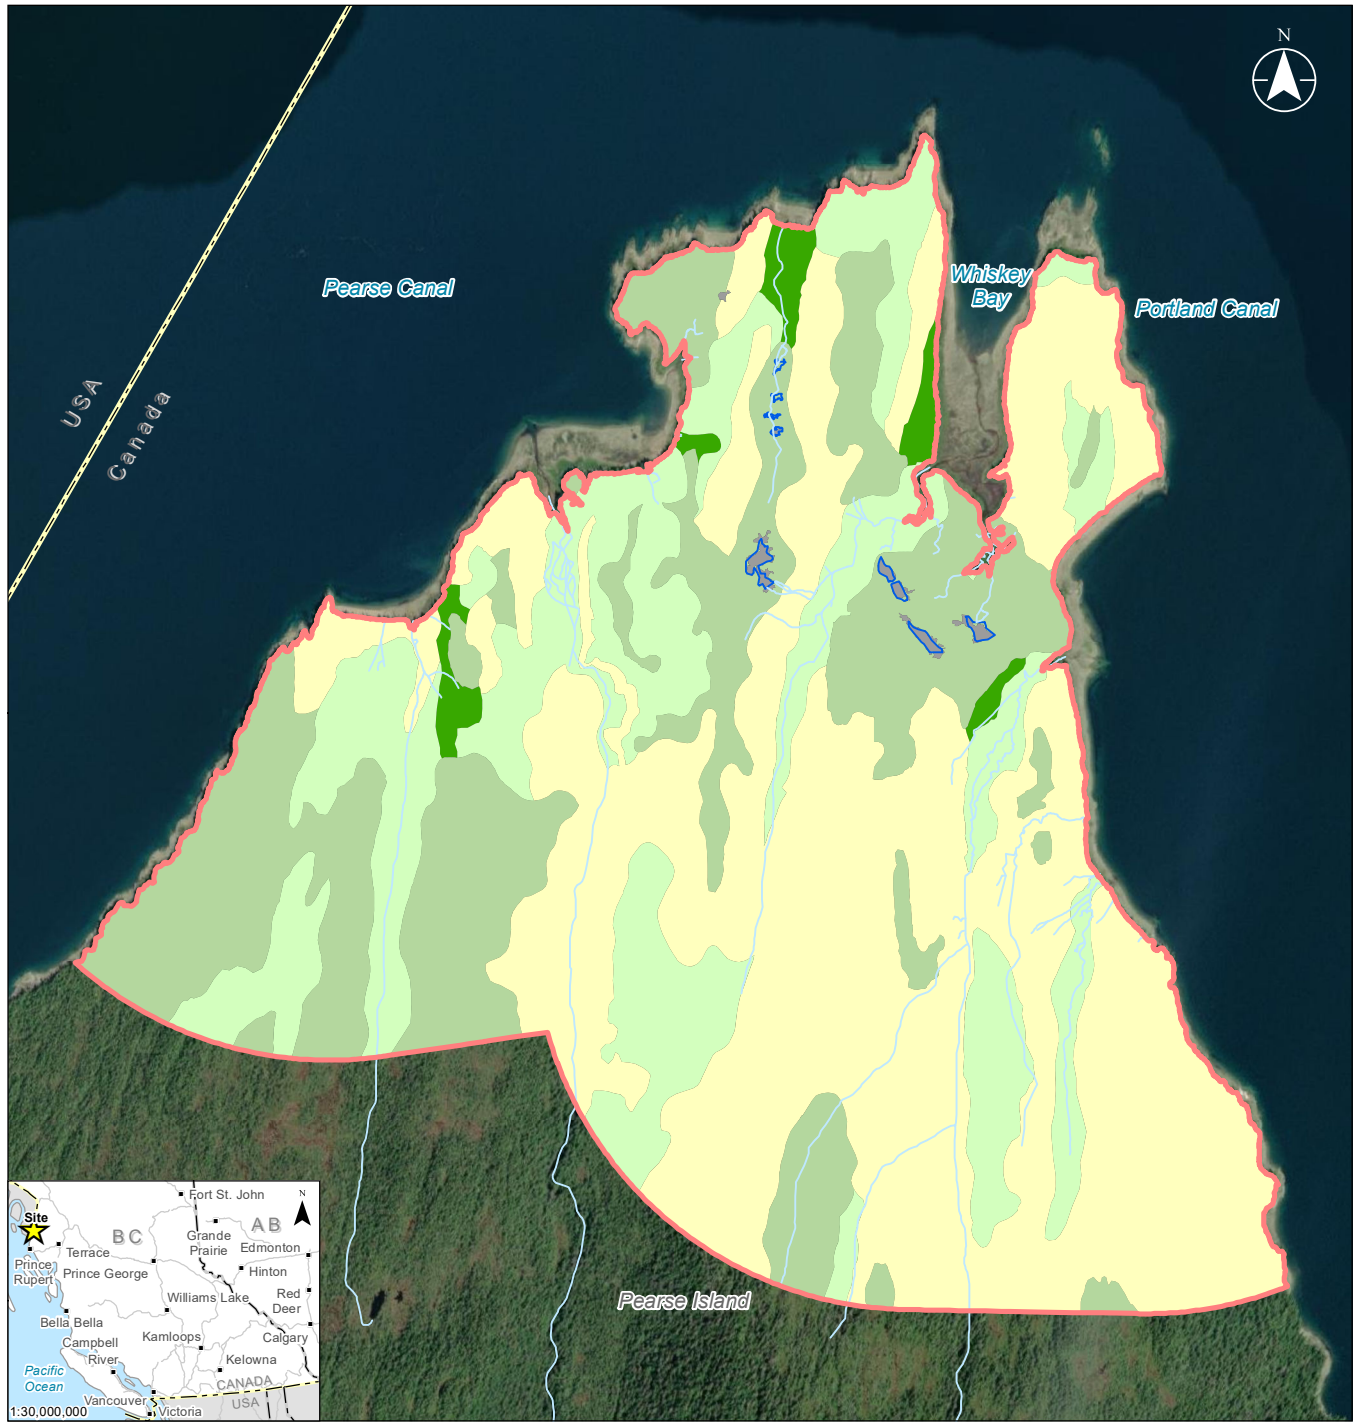 N
Whiskey
Bay
Pearse Canal
Portland Canal
USA
Canada
Pearse Island
N
Fort St. John
Site
BC
AB
Grande
Prairie
Edmonton
Terrace
Prince
Rupert
Prince George
Hinton
Williams Lake
Red
Deer
Bella Bella
Kamloops
Calgary
Campbell
River
Kelowna
Pacific
Ocean
CANADA
USA
Vancouver
Victoria
1:30,000,000